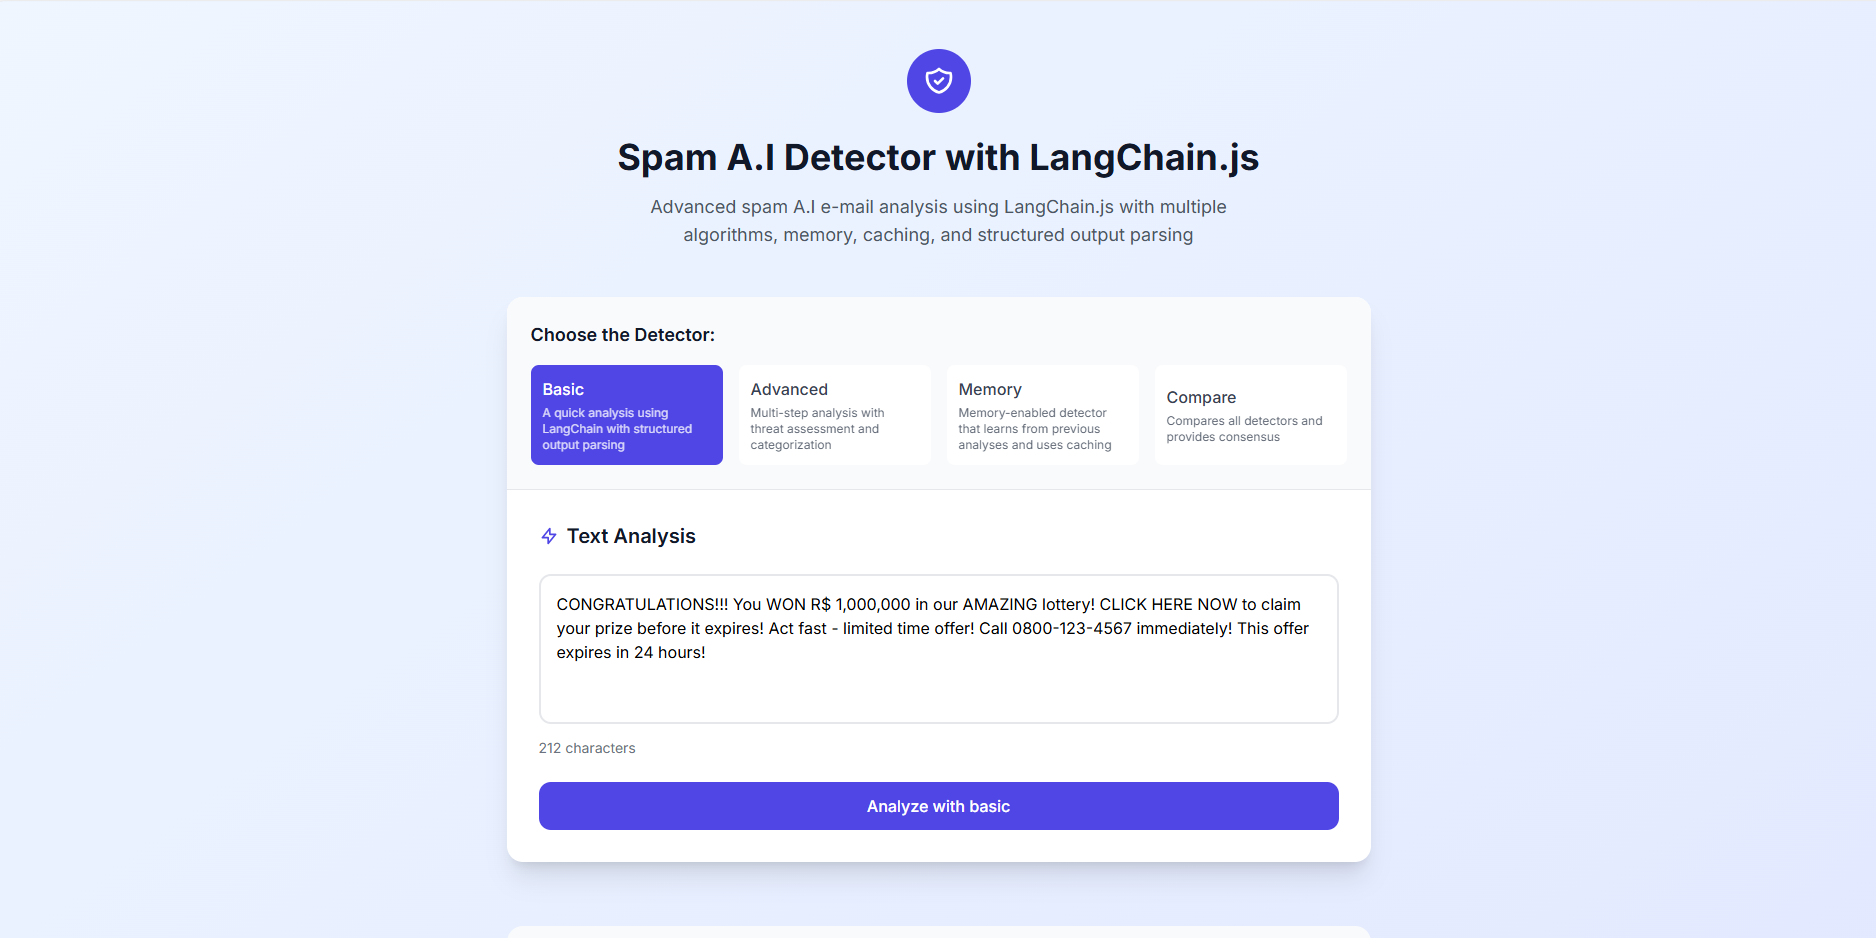 Spam A.I Detector with LangChain.js
Advanced spam A.I e-mail analysis using LangChain.js with multiple
algorithms, memory, caching, and structured output parsing
Choose the Detector:
Basic
A quick analysis using
LangChain with structured
output parsing
Advanced
Multi-step analysis with
threat assessment and
categorization
Memory
Memory-enabled detector
that learns from previous
analyses and uses caching
Compare
Compares all detectors and
provides consensus
Text Analysis
CONGRATULATIONS!!! You WON R$ 1,000,000 in our AMAZING lottery! CLICK HERE NOW to claim
your prize before it expires! Act fast - limited time offer! Call 0800-123-4567 immediately! This offer
expires in 24 hours!
212 characters
Analyze with basic